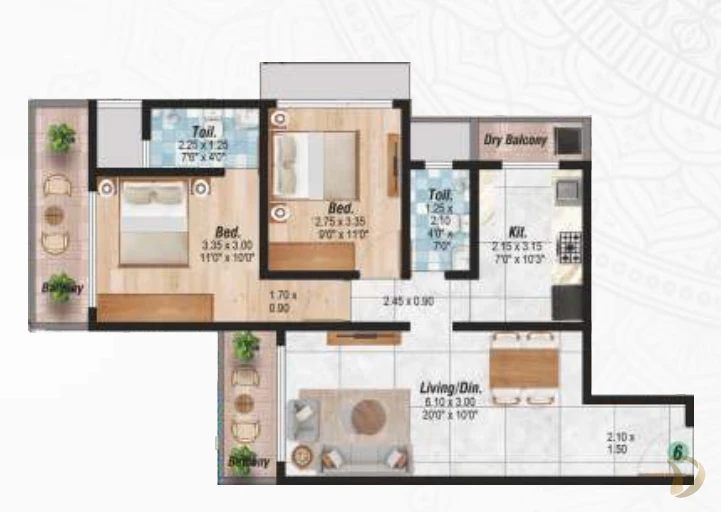 Toil.
2.25 x 1.25
7'6" x 4'0"
Dry Balcony
Bed.
2.75 x 3.35
9'0" x 11'0"
Toil.
1.25 x
2.10
4'0" x
7'0"
Bed.
3.35 x 3.00
11'0" x 10'0"
Kit.
2.15 x 3.15
7'0" x 10'3"
Balcony
1.70 x
0.90
2.45 x 0.90
Living/Din.
6.10 x 3.00
20'0" x 10'0"
2.10 x
1.50
6
Balcony